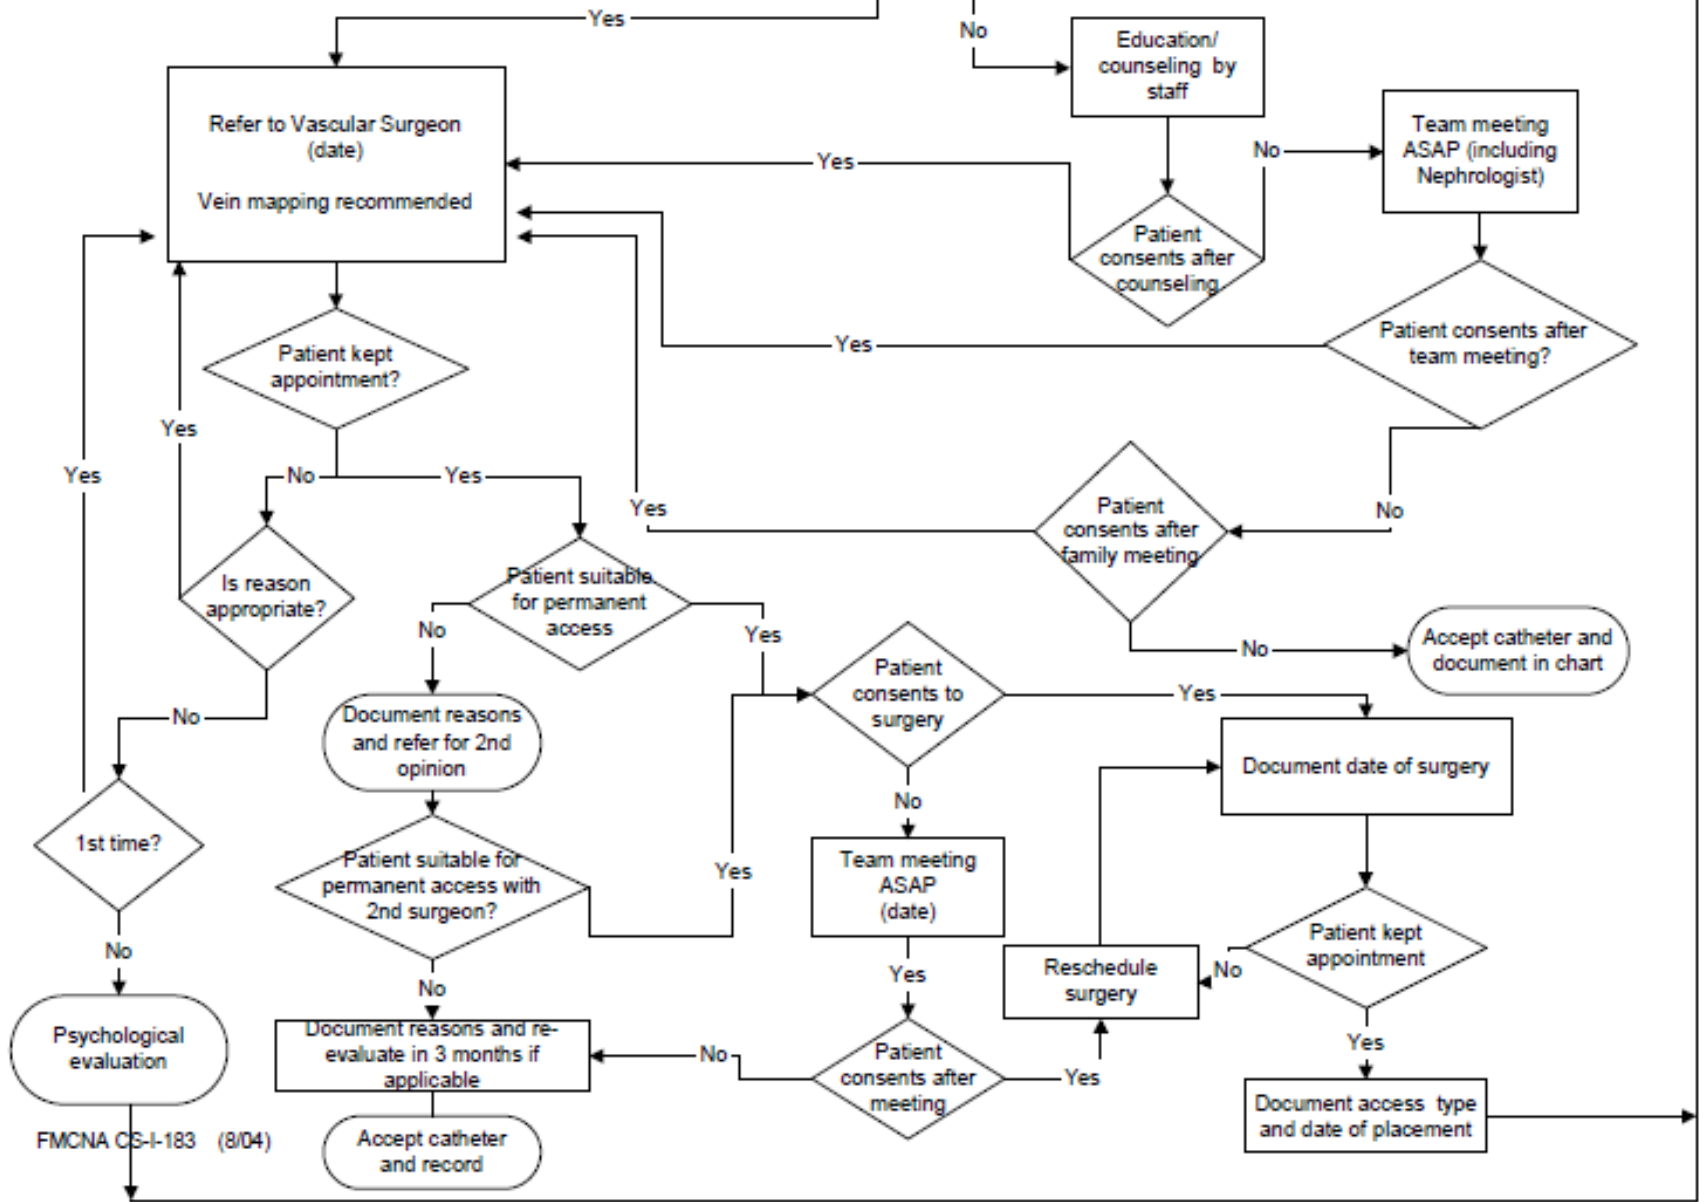 Yes
No
Education/
counseling by
staff
Refer to Vascular Surgeon
(date)
Vein mapping recommended
Team meeting
ASAP (including
Nephrologist)
No
Yes
Patient
consents after
counseling
Patient consents after
team meeting?
Yes
Patient kept
appointment?
Yes
Yes
No
Yes
Yes
No
Patient
consents after
family meeting
Is reason
appropriate?
Patient suitable
for permanent
access
No
Yes
No
Accept catheter and
document in chart
Patient
consents to
surgery
Yes
No
Document reasons
and refer for 2nd
opinion
Document date of surgery
No
1st time?
Patient suitable for
permanent access with
2nd surgeon?
Yes
Team meeting
ASAP
(date)
Patient kept
appointment
No
No
No
Yes
Reschedule
surgery
Psychological
evaluation
Document reasons and re-
evaluate in 3 months if
applicable
No
Patient
consents after
meeting
Yes
Yes
Document access type
and date of placement
FMCNA CS-I-183 (8/04)
Accept catheter
and record